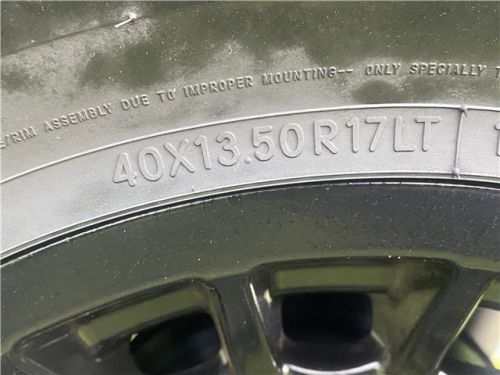 RIM ASSEMBLY DUE TO IMPROPER MOUNTING-- ONLY SPECIALLY
40X13.50R17LT